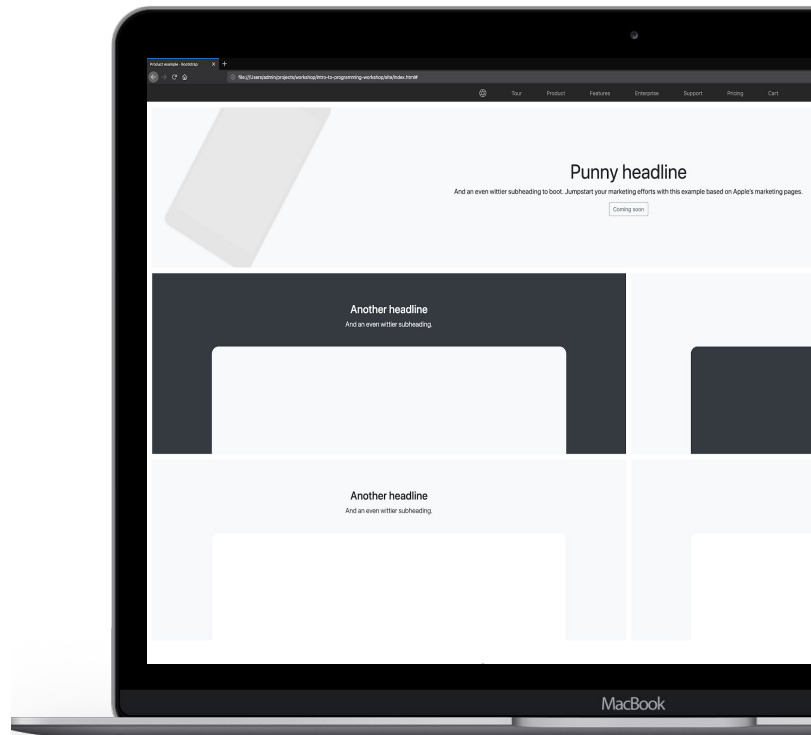 Product example · Bootstrap
file:///Users/admin/projects/workshop/intro-to-programming-workshop/site/index.html#
Tour Product Features Enterprise Support Pricing Cart
Punny headline
And an even wittier subheading to boot. Jumpstart your marketing efforts with this example based on Apple's marketing pages.
Coming soon
Another headline
And an even wittier subheading.
Another headline
And an even wittier subheading.
MacBook